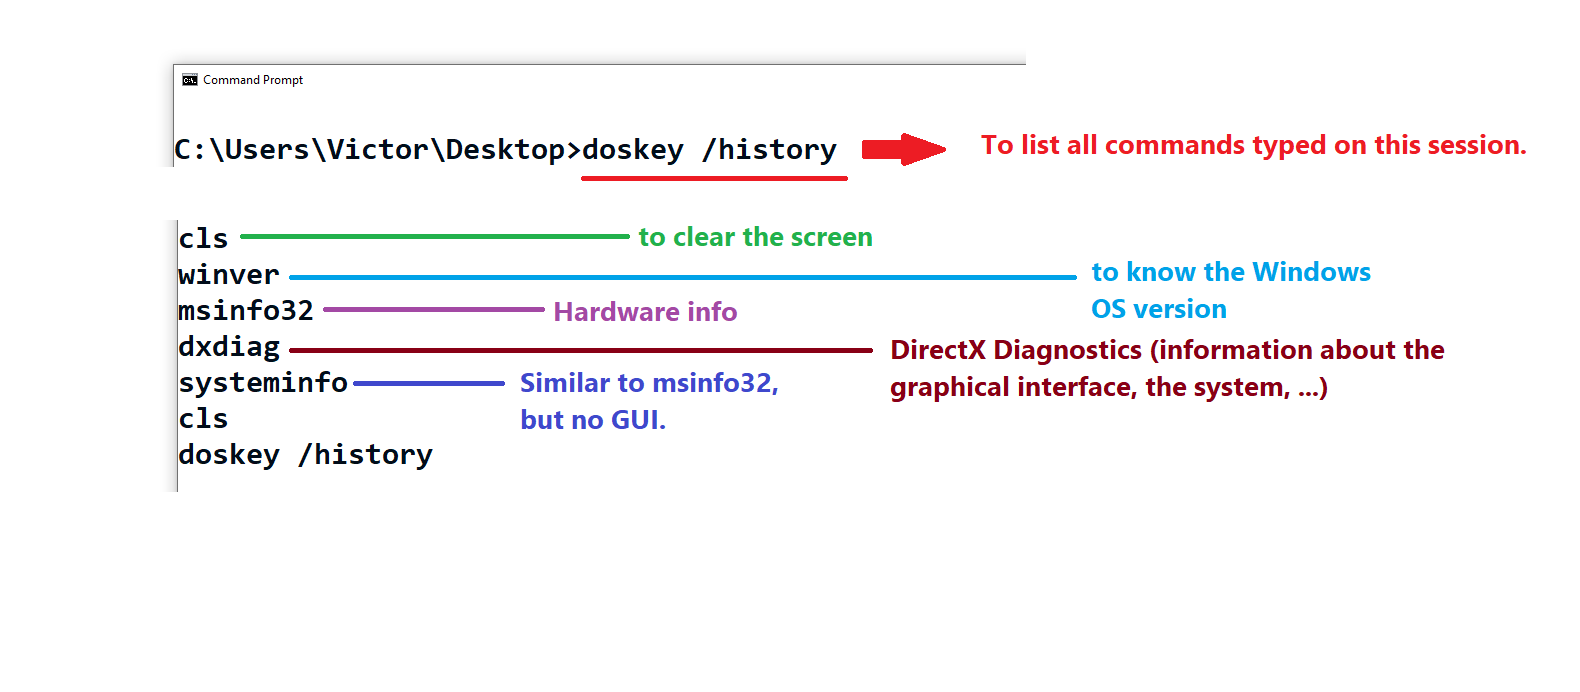 Command Prompt
C:\Users\Victor\Desktop>doskey /history To list all commands typed on this session.
cls to clear the screen
winver to know the Windows
OS version
msinfo32 Hardware info
dxdiag DirectX Diagnostics (information about the
graphical interface, the system, ...)
systeminfo Similar to msinfo32,
but no GUI.
cls
doskey /history